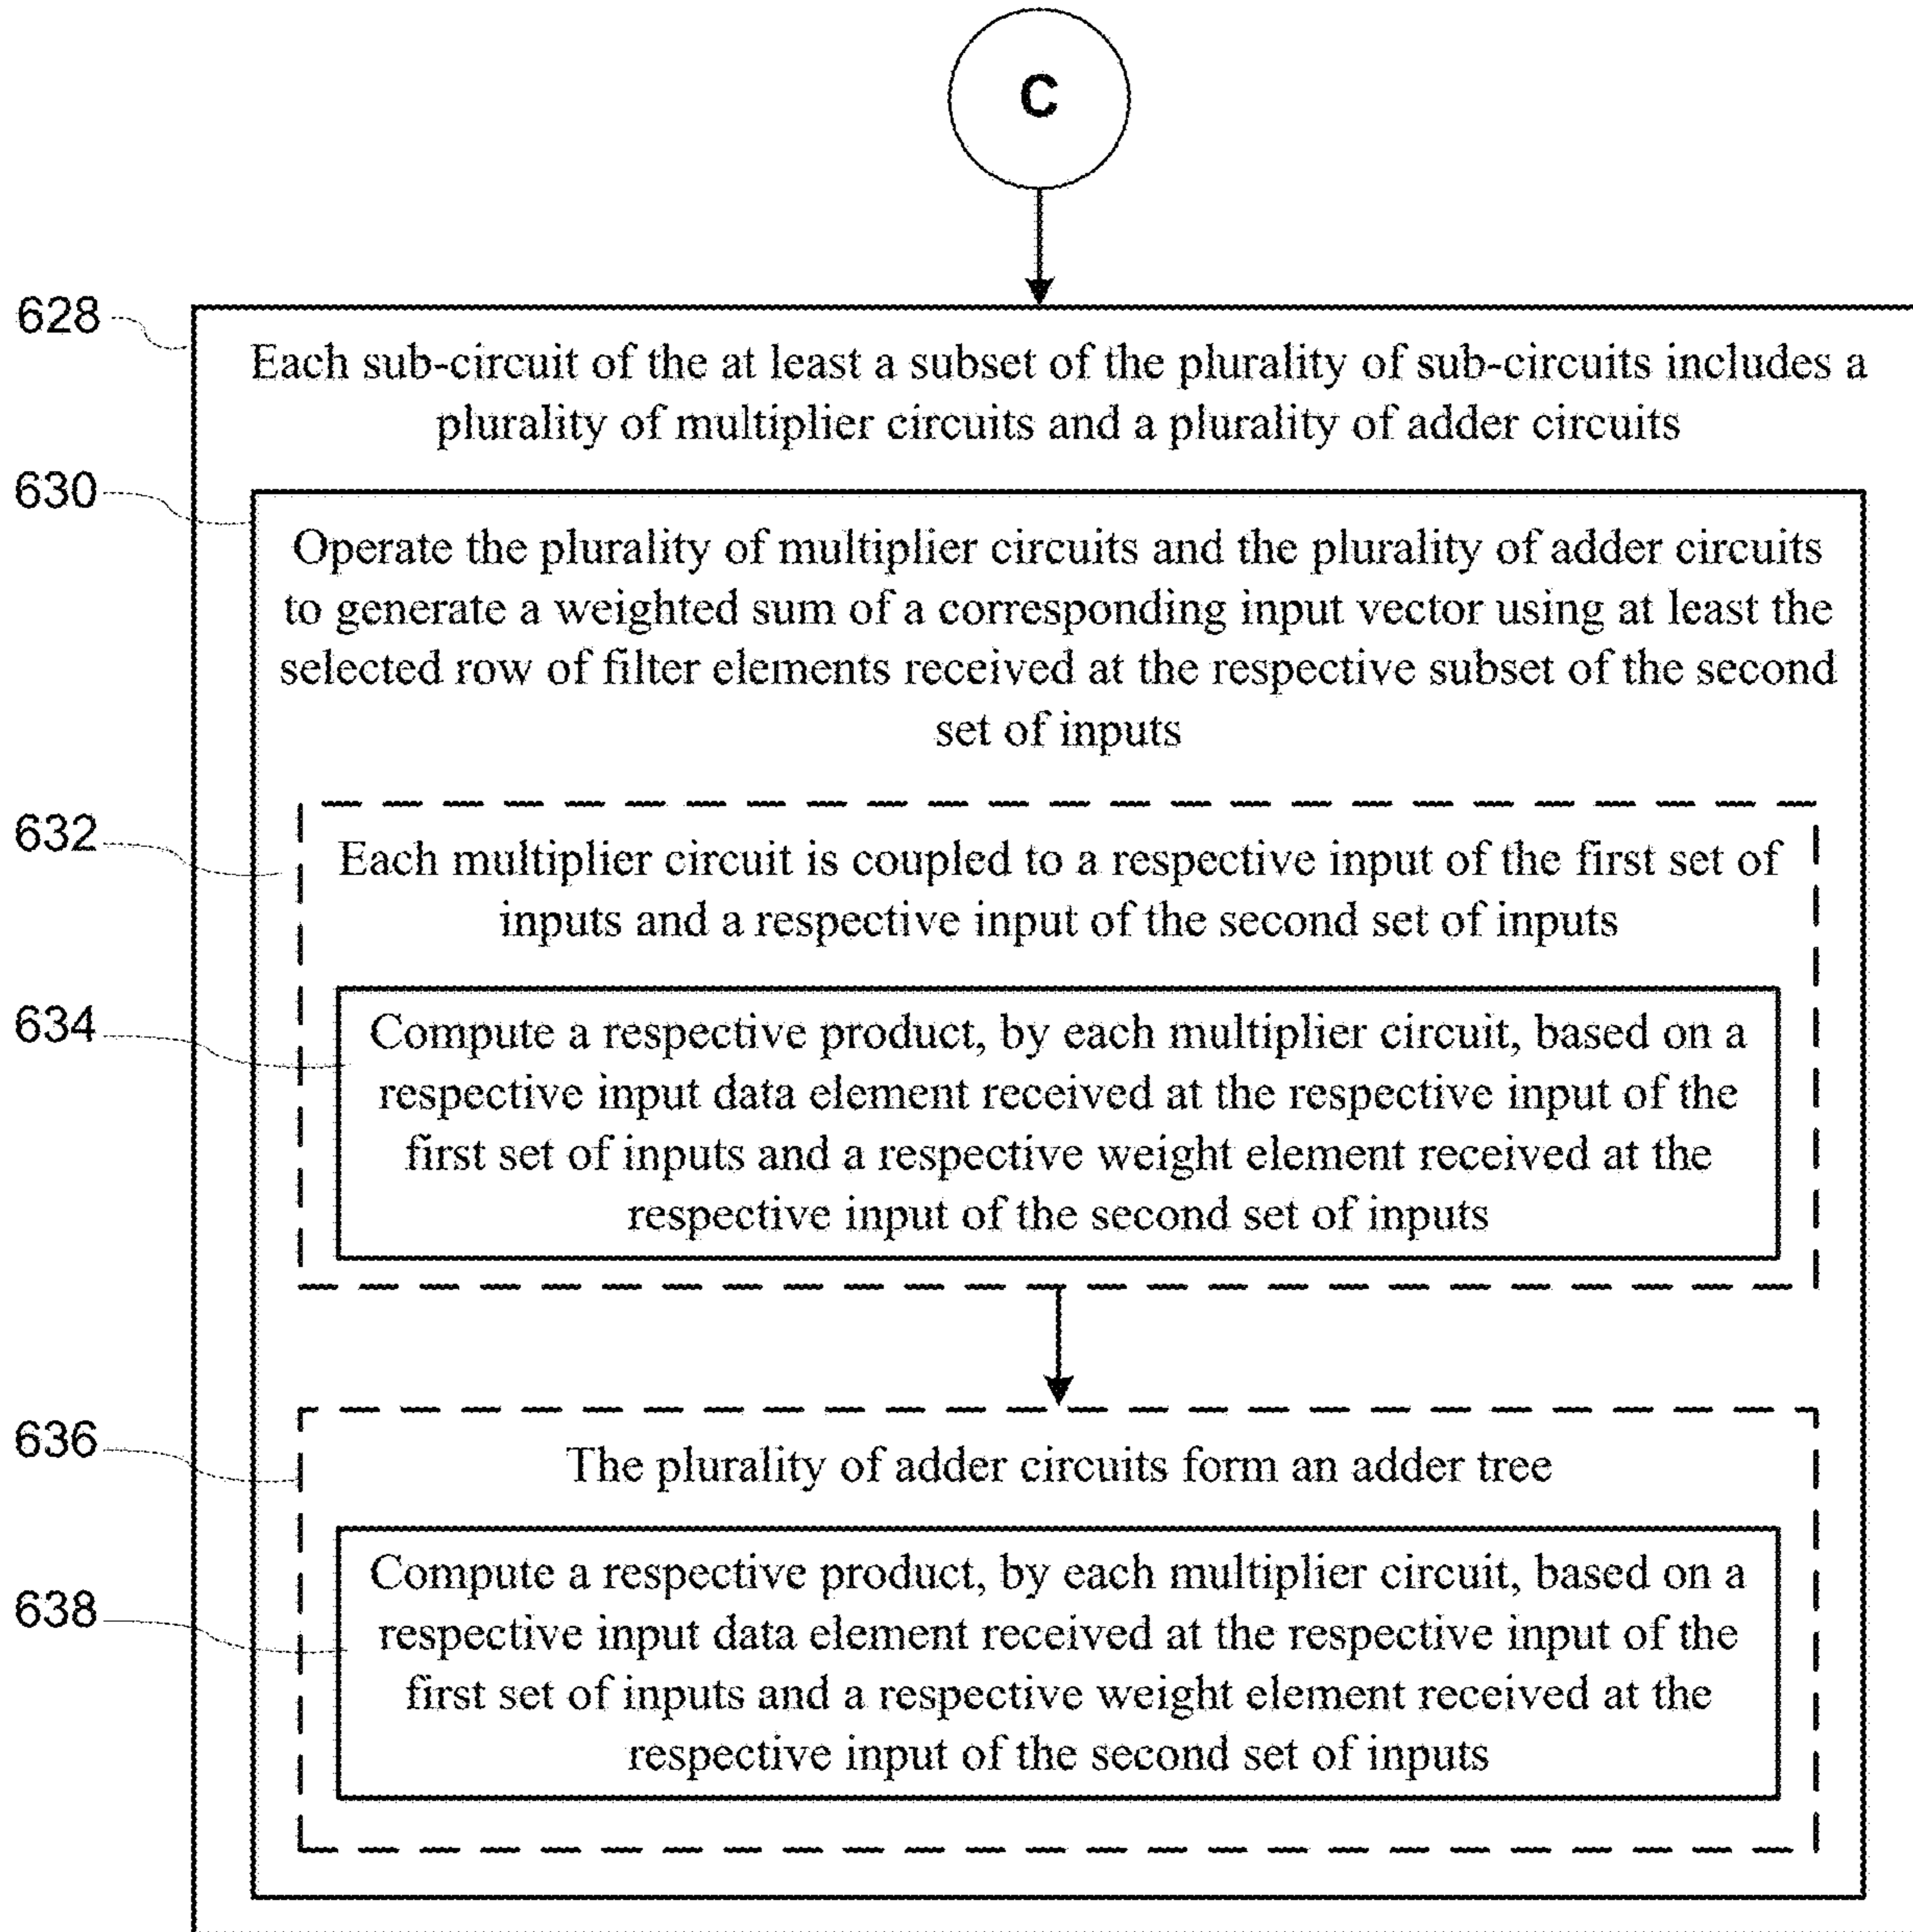 C
628
Each sub-circuit of the at least a subset of the plurality of sub-circuits includes a
plurality of multiplier circuits and a plurality of adder circuits
630
Operate the plurality of multiplier circuits and the plurality of adder circuits
to generate a weighted sum of a corresponding input vector using at least the
selected row of filter elements received at the respective subset of the second
set of inputs
632
Each multiplier circuit is coupled to a respective input of the first set of
inputs and a respective input of the second set of inputs
634
Compute a respective product, by each multiplier circuit, based on a
respective input data element received at the respective input of the
first set of inputs and a respective weight element received at the
respective input of the second set of inputs
636
The plurality of adder circuits form an adder tree
638
Compute a respective product, by each multiplier circuit, based on a
respective input data element received at the respective input of the
first set of inputs and a respective weight element received at the
respective input of the second set of inputs